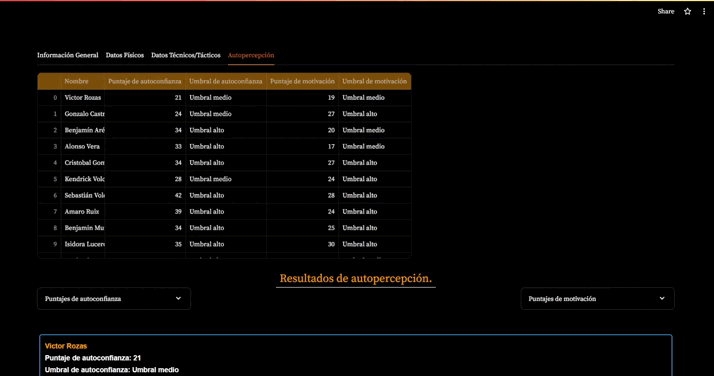 Share
Información General Datos Físicos Datos Técnicos/Tácticos Autopercepción
Nombre Puntaje de autoconfianza Umbral de autoconfianza Puntaje de motivación Umbral de motivación
0 Víctor Rozas 21 Umbral medio 19 Umbral medio
1 Gonzalo Castr 24 Umbral medio 27 Umbral alto
2 Benjamín Aré 34 Umbral alto 20 Umbral medio
3 Alonso Vera 33 Umbral alto 17 Umbral medio
4 Cristobal Gon 34 Umbral alto 27 Umbral alto
5 Kendrick Volo 28 Umbral medio 24 Umbral alto
6 Sebastián Volo 42 Umbral alto 28 Umbral alto
7 Amaro Ruis 39 Umbral alto 24 Umbral alto
8 Benjamin Mu 34 Umbral alto 25 Umbral alto
9 Isidora Lucero 35 Umbral alto 30 Umbral alto
Resultados de autopercepción.
Puntajes de autoconfianza Puntajes de motivación
Victor Rozas
Puntaje de autoconfianza: 21
Umbral de autoconfianza: Umbral medio